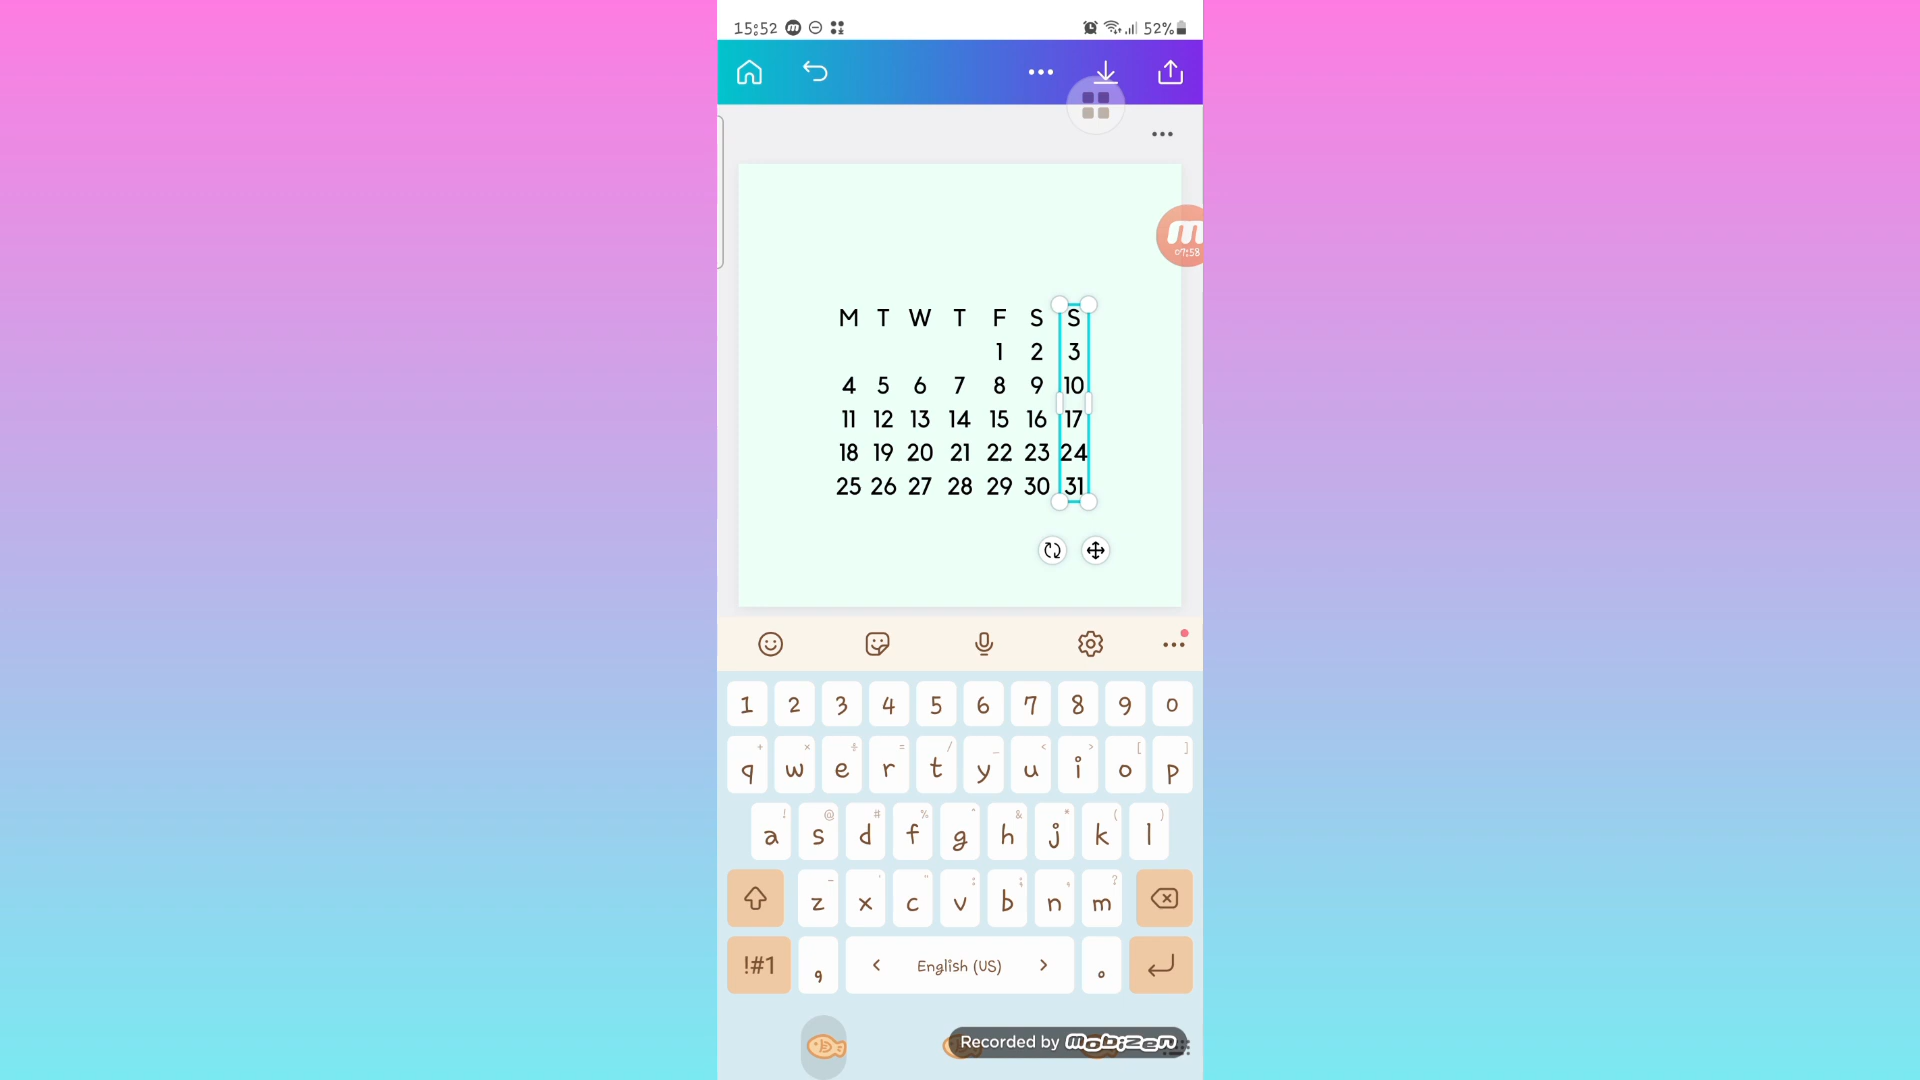 15:52 52%
07:58
M T W T F S S
1 2 3
4 5 6 7 8 9 10
11 12 13 14 15 16 17
18 19 20 21 22 23 24
25 26 27 28 29 30 31
1 2 3 4 5 6 7 8 9 0
+ × ÷ = / _ < > [ ]
q w e r t y u i o p
! @ # % ^ & * ( )
a s d f g h j k l
- ' " : ; , ?
z x c v b n m
!#1 , < English (US) > .
Recorded by mobizen